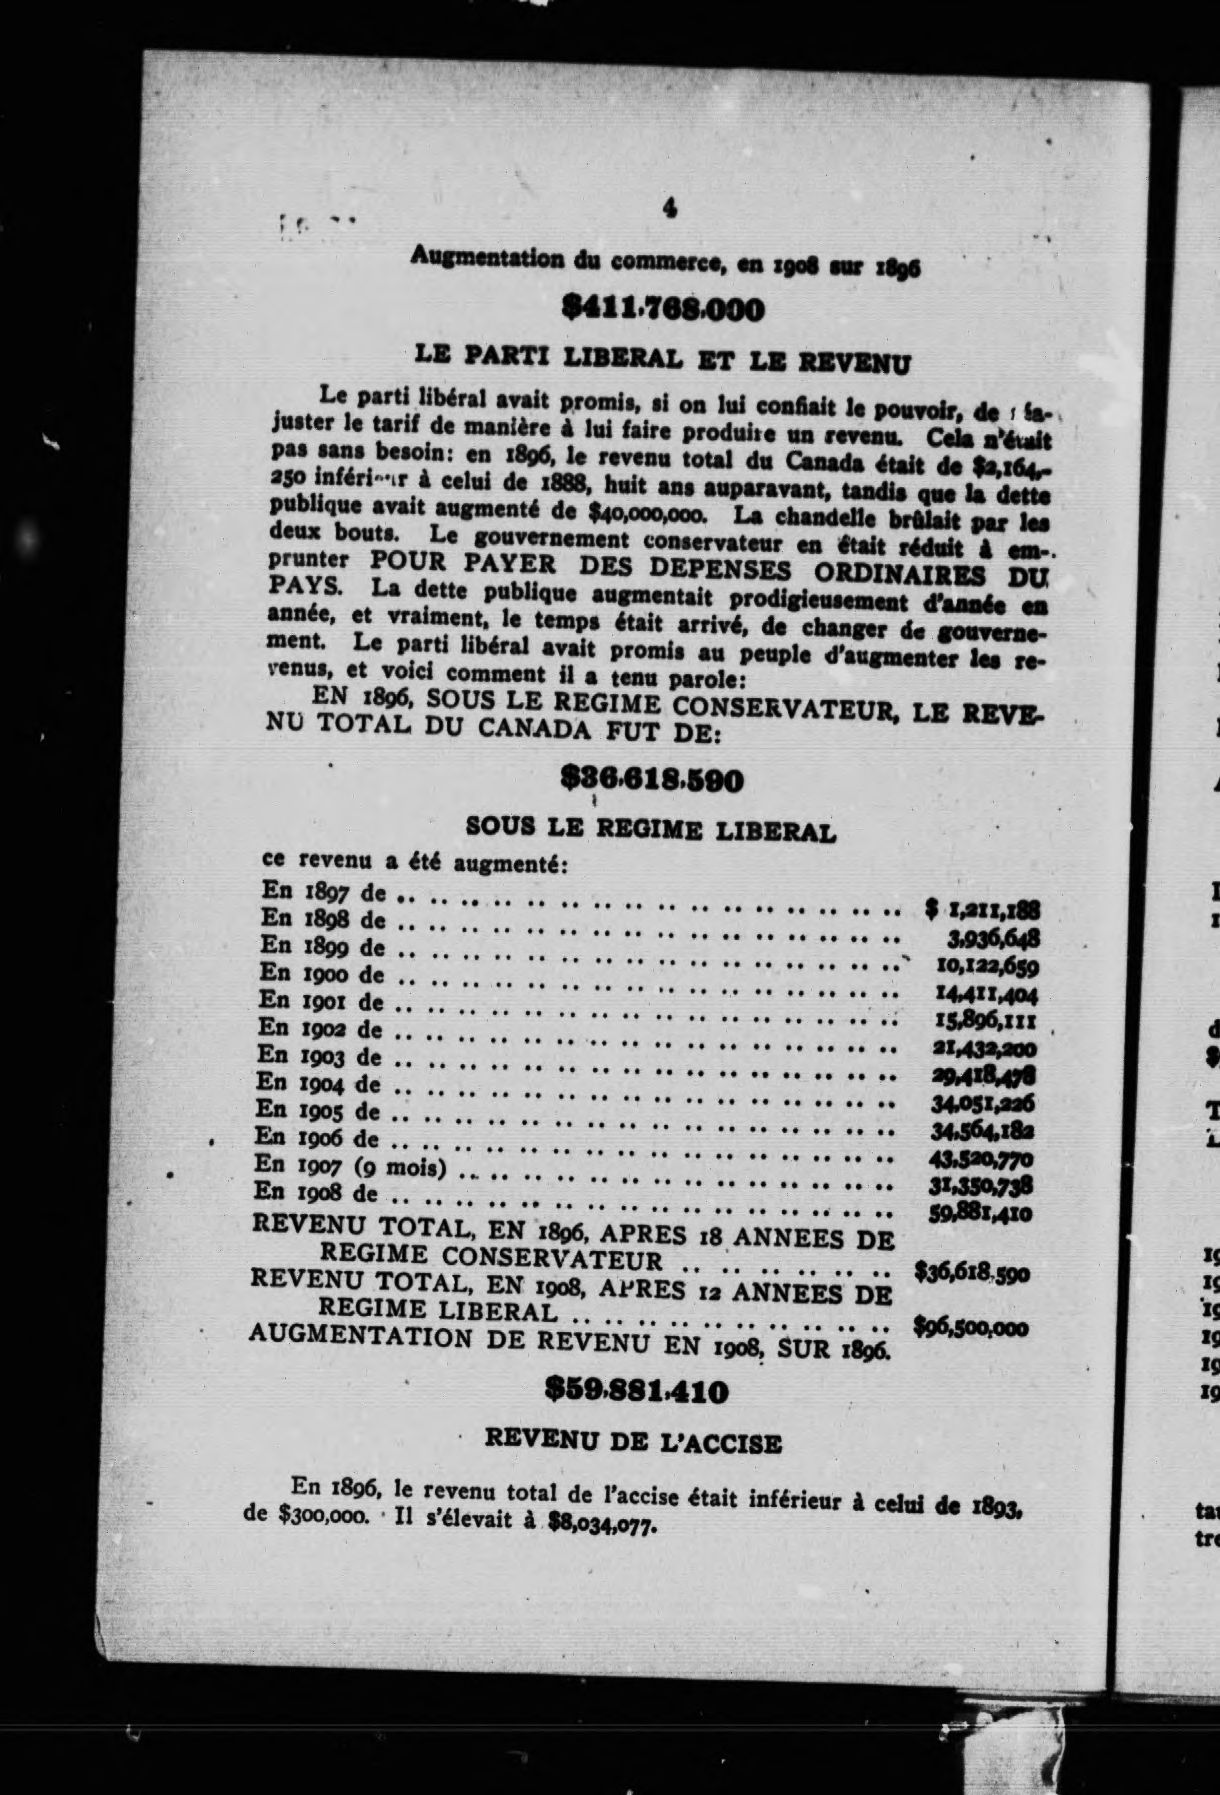 4
Augmentation du commerce, en 1908 sur 1896
$411,768,000
LE PARTI LIBERAL ET LE REVENU
Le parti libéral avait promis, si on lui confiait le pouvoir, de
juster le tarif de manière à lui faire produire un revenu. Cela n'était
pas sans besoin: en 1896, le revenu total du Canada était de $2,164,-
250 inférieur à celui de 1888, huit ans auparavant, tandis que la dette
publique avait augmenté de $40,000,000. La chandelle brûlait par les
deux bouts. Le gouvernement conservateur en était réduit à em-
prunter POUR PAYER DES DEPENSES ORDINAIRES DU
PAYS. La dette publique augmentait prodigieusement d'année en
année, et vraiment, le temps était arrivé, de changer de gouverne-
ment. Le parti libéral avait promis au peuple d'augmenter les re-
venus, et voici comment il a tenu parole:
EN 1896, SOUS LE REGIME CONSERVATEUR, LE REVE-
NU TOTAL DU CANADA FUT DE:
$36,618,590
SOUS LE REGIME LIBERAL
ce revenu a été augmenté:
En 1897 de .. .. .. .. .. .. .. .. .. .. .. .. .. .. .. .. $ 1,211,188
En 1898 de .. .. .. .. .. .. .. .. .. .. .. .. .. .. .. .. 3,936,648
En 1899 de .. .. .. .. .. .. .. .. .. .. .. .. .. .. .. .. 10,122,659
En 1900 de .. .. .. .. .. .. .. .. .. .. .. .. .. .. .. .. 14,411,404
En 1901 de .. .. .. .. .. .. .. .. .. .. .. .. .. .. .. .. 15,896,111
En 1902 de .. .. .. .. .. .. .. .. .. .. .. .. .. .. .. .. 21,432,200
En 1903 de .. .. .. .. .. .. .. .. .. .. .. .. .. .. .. .. 29,418,478
En 1904 de .. .. .. .. .. .. .. .. .. .. .. .. .. .. .. .. 34,051,226
En 1905 de .. .. .. .. .. .. .. .. .. .. .. .. .. .. .. .. 34,564,182
En 1906 de .. .. .. .. .. .. .. .. .. .. .. .. .. .. .. .. 43,520,770
En 1907 (9 mois) .. .. .. .. .. .. .. .. .. .. .. .. .. .. 31,350,738
En 1908 de .. .. .. .. .. .. .. .. .. .. .. .. .. .. .. .. 59,881,410
REVENU TOTAL, EN 1896, APRES 18 ANNEES DE
REGIME CONSERVATEUR .. .. .. .. .. .. .. $36,618,590
REVENU TOTAL, EN 1908, APRES 12 ANNEES DE
REGIME LIBERAL .. .. .. .. .. .. .. .. .. .. $96,500,000
AUGMENTATION DE REVENU EN 1908, SUR 1896.
$59,881,410
REVENU DE L'ACCISE
En 1896, le revenu total de l'accise était inférieur à celui de 1893,
de $300,000. Il s'élevait à $8,034,077.